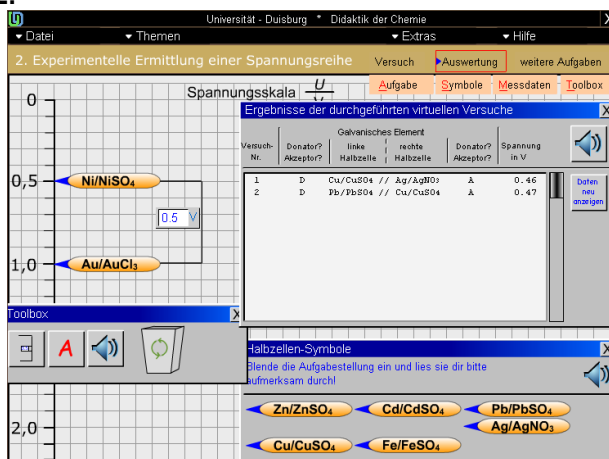 2.
Universität - Duisburg * Didaktik der Chemie X
Datei Themen Extras Hilfe
2. Experimentelle Ermittlung einer Spannungsreihe Versuch Auswertung weitere Aufgaben
Aufgabe Symbole Messdaten Toolbox
Spannungsskala U
0
Ergebnisse der durchgeführten virtuellen Versuche X
Galvanisches Element
Versuch- Donator? linke rechte Donator? Spannung
Nr. Akzeptor? Halbzelle Halbzelle Akzeptor? in V
1 D Cu/CuSO4 // Ag/AgNO3 A 0.46
2 D Pb/PbSO4 // Cu/CuSO4 A 0.47
Daten
neu
anzeigen
0,5 Ni/NiSO4
0.5 V
1,0 Au/AuCl3
Toolbox X
A
Halbzellen-Symbole X
Blende die Aufgabestellung ein und lies sie dir bitte
aufmerksam durch!
Zn/ZnSO4 Cd/CdSO4 Pb/PbSO4
Ag/AgNO3
2,0
Cu/CuSO4 Fe/FeSO4